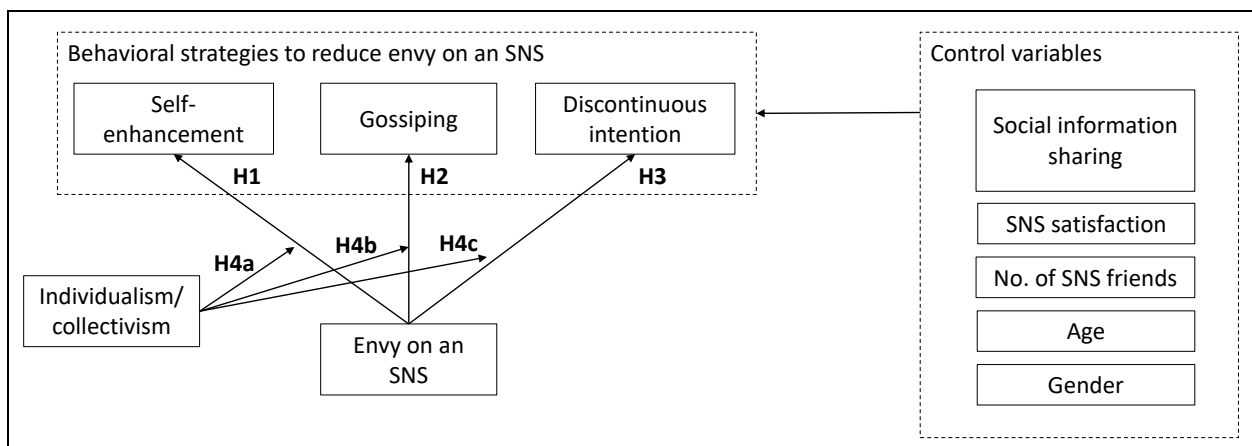 Behavioral strategies to reduce envy on an SNS
Self-
enhancement
Gossiping
Discontinuous
intention
H1
H2
H3
H4a
H4b
H4c
Individualism/
collectivism
Envy on an
SNS
Control variables
Social information
sharing
SNS satisfaction
No. of SNS friends
Age
Gender